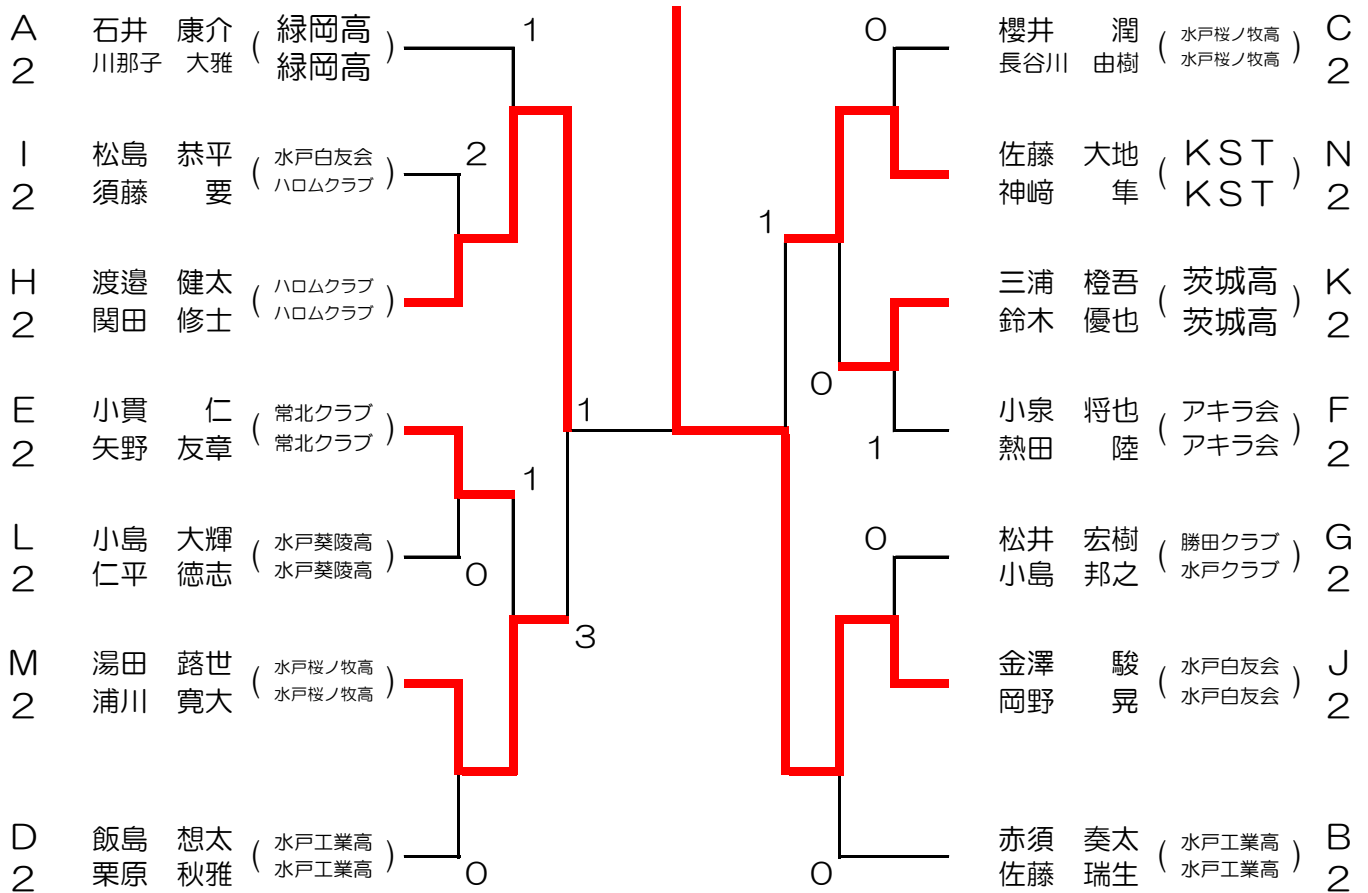 A 石井 康介 ( 緑岡高 )
2 川那子 大雅 緑岡高
1
I 松島 恭平 ( 水戸白友会 )
2 須藤 要 ハロムクラブ
2
H 渡邉 健太 ( ハロムクラブ )
2 関田 修士 ハロムクラブ
E 小貫 仁 ( 常北クラブ )
2 矢野 友章 常北クラブ
1
1
L 小島 大輝 ( 水戸葵陵高 )
2 仁平 徳志 水戸葵陵高
0
3
M 湯田 蕗世 ( 水戸桜ノ牧高 )
2 浦川 寛大 水戸桜ノ牧高
D 飯島 想太 ( 水戸工業高 )
2 栗原 秋雅 水戸工業高
0
0
櫻井 潤 ( 水戸桜ノ牧高 ) C
長谷川 由樹 水戸桜ノ牧高 2
佐藤 大地 ( KST ) N
神﨑 隼 KST 2
1
三浦 橙吾 ( 茨城高 ) K
鈴木 優也 茨城高 2
0
小泉 将也 ( アキラ会 ) F
熱田 陸 アキラ会 2
1
0
松井 宏樹 ( 勝田クラブ ) G
小島 邦之 水戸クラブ 2
金澤 駿 ( 水戸白友会 ) J
岡野 晃 水戸白友会 2
赤須 奏太 ( 水戸工業高 ) B
佐藤 瑞生 水戸工業高 2
0